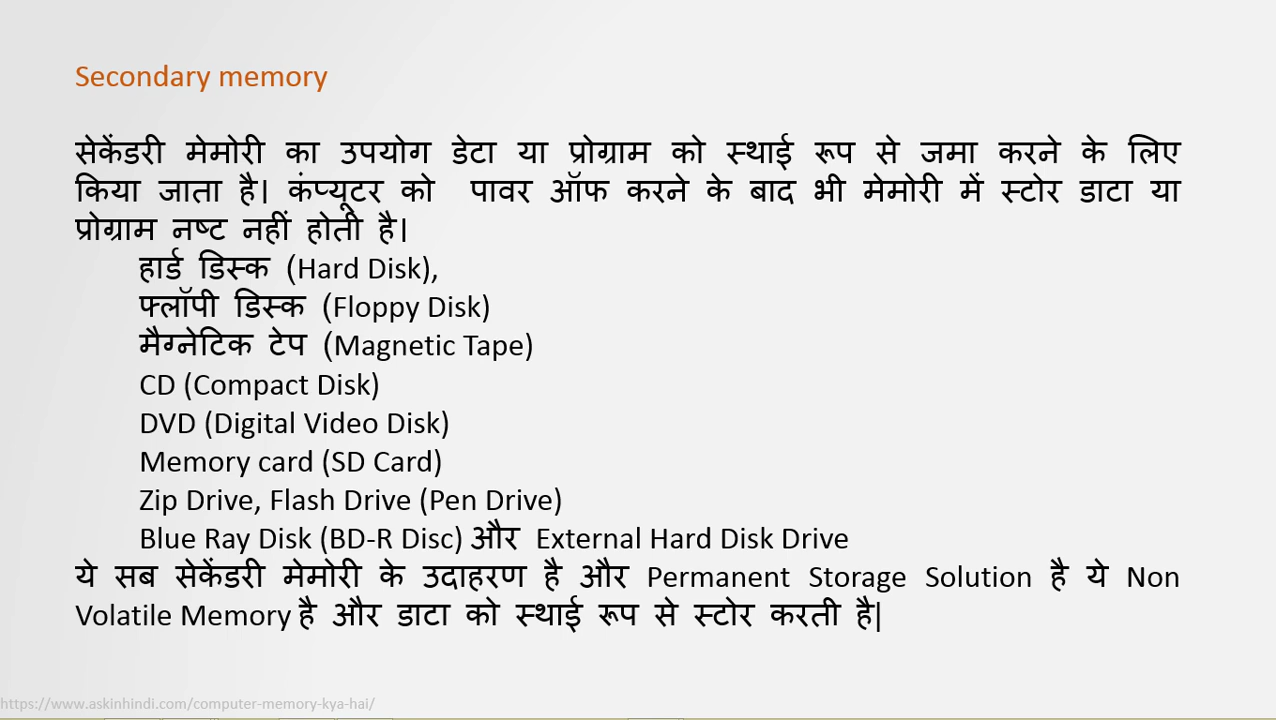 Secondary memory
सेकेंडरी मेमोरी का उपयोग डेटा या प्रोग्राम को स्थाई रूप से जमा करने के लिए
किया जाता है। कंप्यूटर को पावर ऑफ करने के बाद भी मेमोरी में स्टोर डाटा या
प्रोग्राम नष्ट नहीं होती है।
हार्ड डिस्क (Hard Disk),
फ्लॉपी डिस्क (Floppy Disk)
मैग्नेटिक टेप (Magnetic Tape)
CD (Compact Disk)
DVD (Digital Video Disk)
Memory card (SD Card)
Zip Drive, Flash Drive (Pen Drive)
Blue Ray Disk (BD-R Disc) और External Hard Disk Drive
ये सब सेकेंडरी मेमोरी के उदाहरण है और Permanent Storage Solution है ये Non
Volatile Memory है और डाटा को स्थाई रूप से स्टोर करती है|
https://www.askinhindi.com/computer-memory-kya-hai/